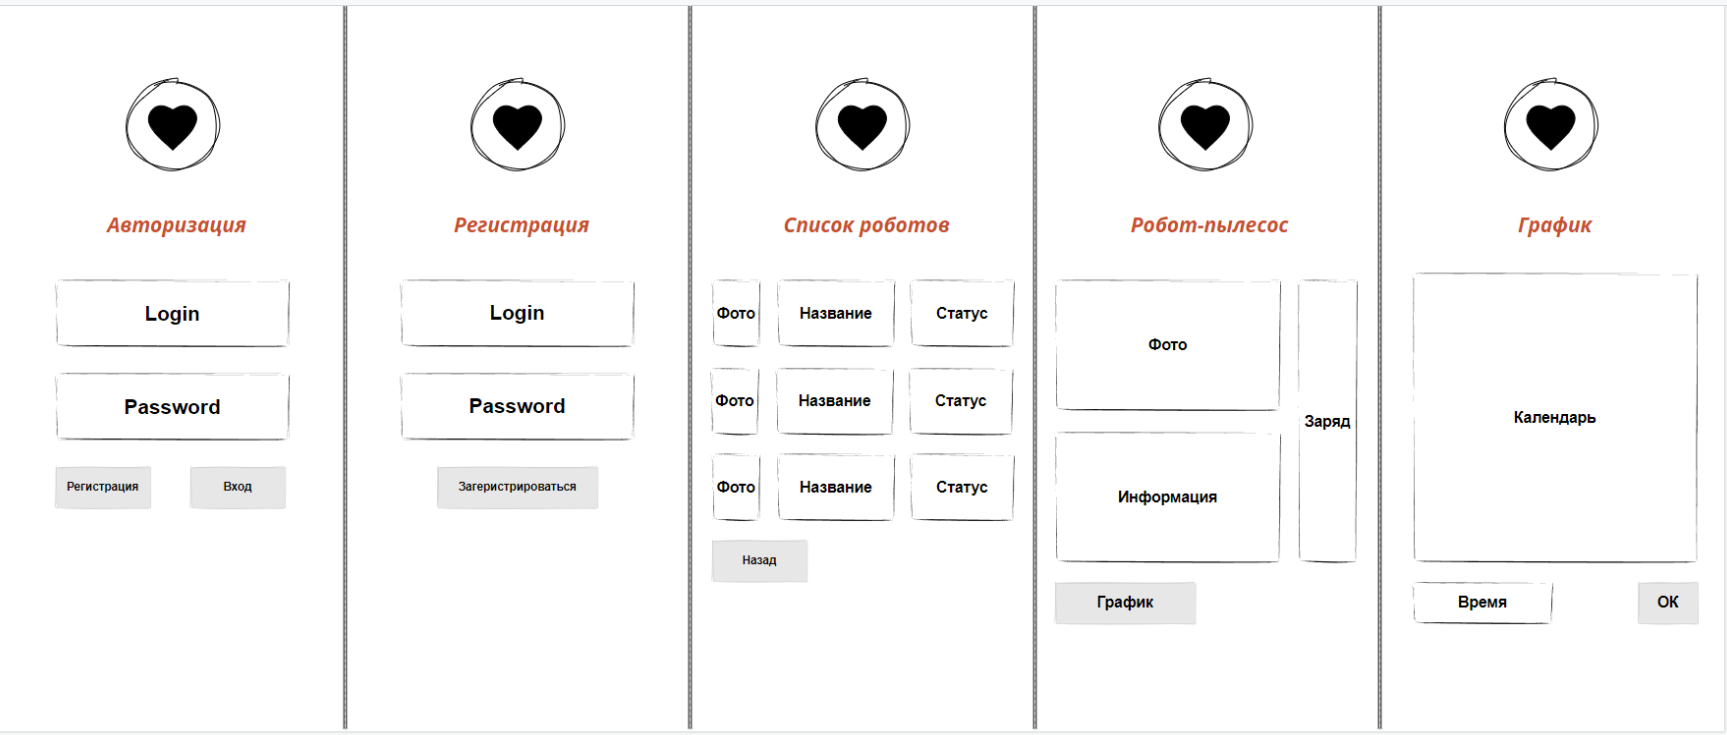 Авторизация
Login
Password
Регистрация
Вход
Регистрация
Login
Password
Загеристрироваться
Список роботов
Фото
Название
Статус
Фото
Название
Статус
Фото
Название
Статус
Назад
Робот-пылесос
Фото
Заряд
Информация
График
График
Календарь
Время
ОК